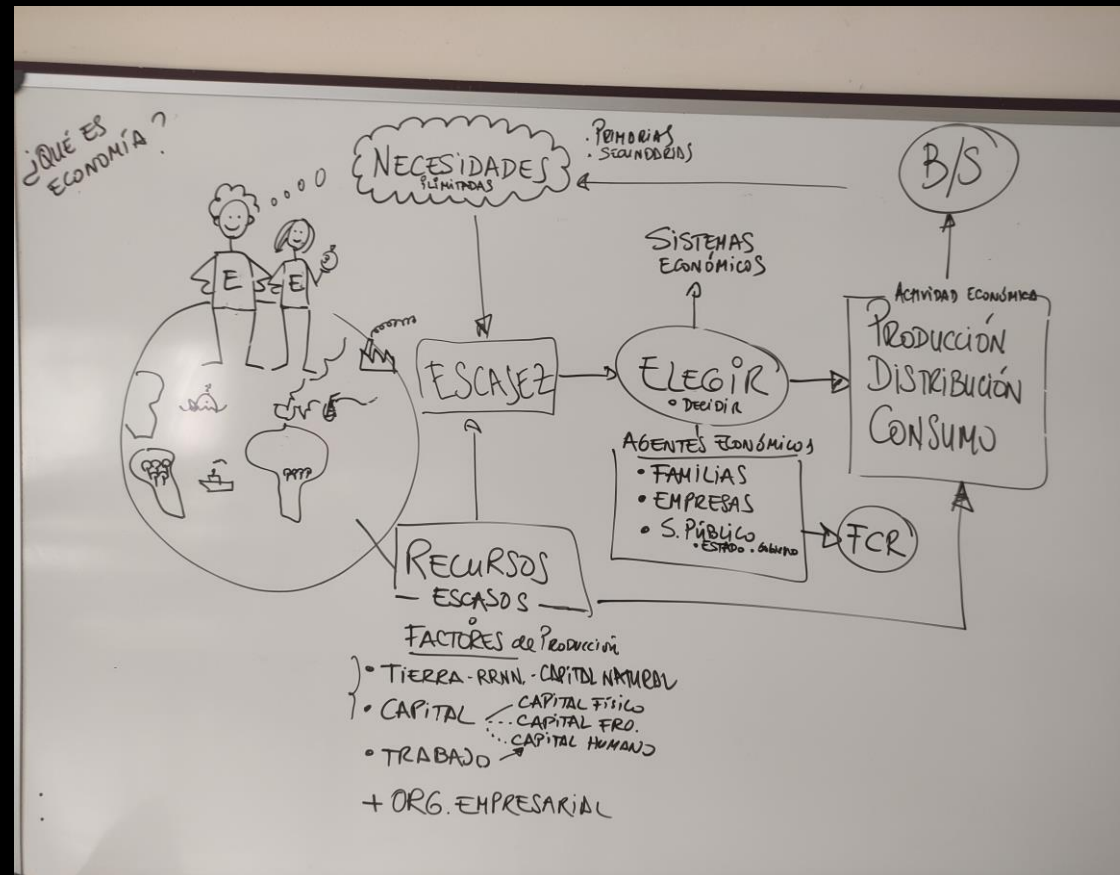 ¿QUÉ ES
ECONOMÍA?
NECESIDADES
ILIMITADAS
. PRIMARIAS
. SECUNDARIAS
B/S
E
E
SISTEMAS
ECONÓMICOS
ACTIVIDAD ECONÓMICA
PRODUCCIÓN
DISTRIBUCIÓN
CONSUMO
ESCASEZ
ELEGIR
• DECIDIR
AGENTES ECONÓMICOS
• FAMILIAS
• EMPRESAS
• S. PÚBLICO
• ESTADO • Gobierno
FCR
RECURSOS
— ESCASOS —
FACTORES de PRODUCCIÓN
• TIERRA - RRNN. - CAPITAL NATURAL
• CAPITAL
CAPITAL FÍSICO
CAPITAL FRO.
CAPITAL HUMANO
• TRABAJO
+ ORG. EMPRESARIAL